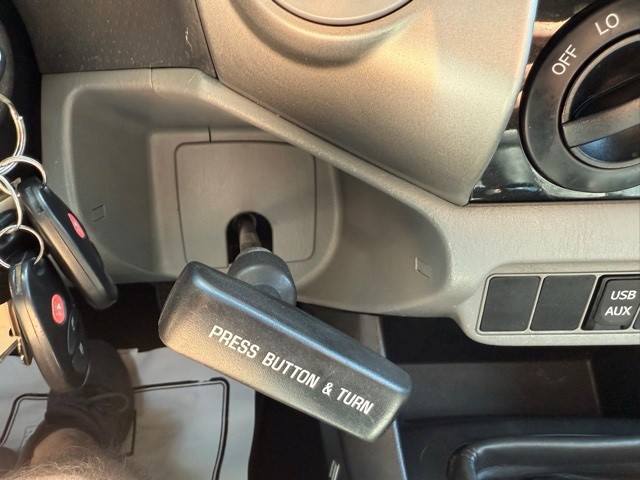 OFF LO
PRESS BUTTON & TURN
USB
AUX